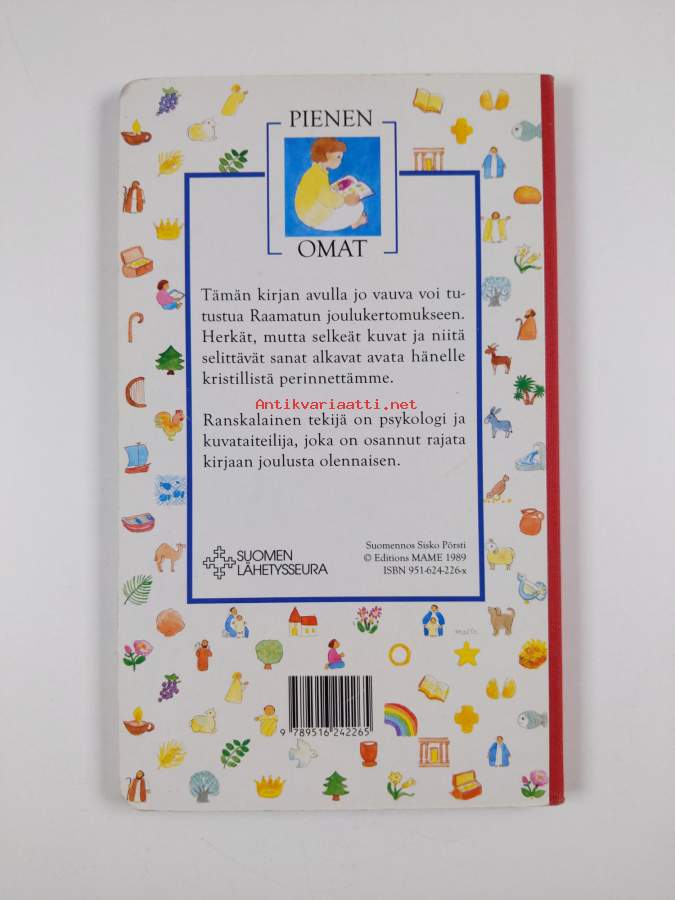 PIENEN
OMAT
Tämän kirjan avulla jo vauva voi tu-
tustua Raamatun joulukertomukseen.
Herkät, mutta selkeät kuvat ja niitä
selittävät sanat alkavat avata hänelle
kristillistä perinnettämme.
Antikvariaatti.net
Ranskalainen tekijä on psykologi ja
kuvataiteilija, joka on osannut rajata
kirjaan joulusta olennaisen.
SUOMEN
LÄHETYSSEURA
Suomennos Sisko Pörsti
© Editions MAME 1989
ISBN 951-624-226-x
9 789516 242265